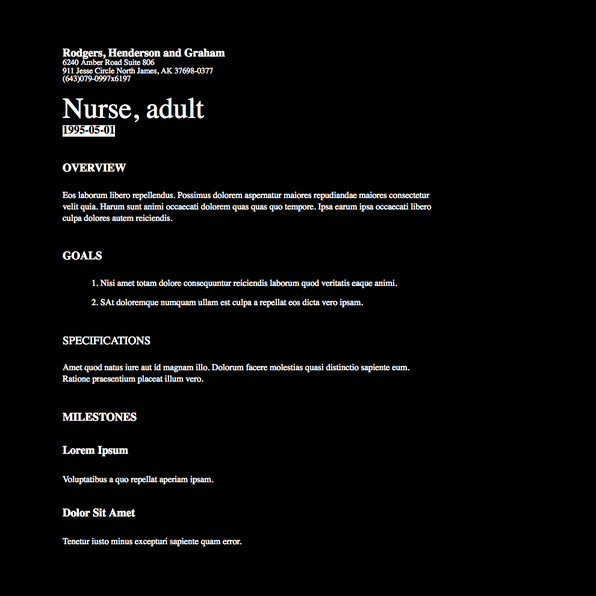 Rodgers, Henderson and Graham
6240 Amber Road Suite 806
911 Jesse Circle North James, AK 37698-0377
(643)079-0997x6197
Nurse, adult
1995-05-01
OVERVIEW
Eos laborum libero repellendus. Possimus dolorem aspernatur maiores repudiandae maiores consectetur
velit quia. Harum sunt animi occaecati dolorem quas quas quo tempore. Ipsa earum ipsa occaecati libero
culpa dolores autem reiciendis.
GOALS
1. Nisi amet totam dolore consequuntur reiciendis laborum quod veritatis eaque animi.
2. SAt doloremque numquam ullam est culpa a repellat eos dicta vero ipsam.
SPECIFICATIONS
Amet quod natus iure aut id magnam illo. Dolorum facere molestias quasi distinctio sapiente eum.
Ratione praesentium placeat illum vero.
MILESTONES
Lorem Ipsum
Voluptatibus a quo repellat aperiam ipsam.
Dolor Sit Amet
Tenetur iusto minus excepturi sapiente quam error.